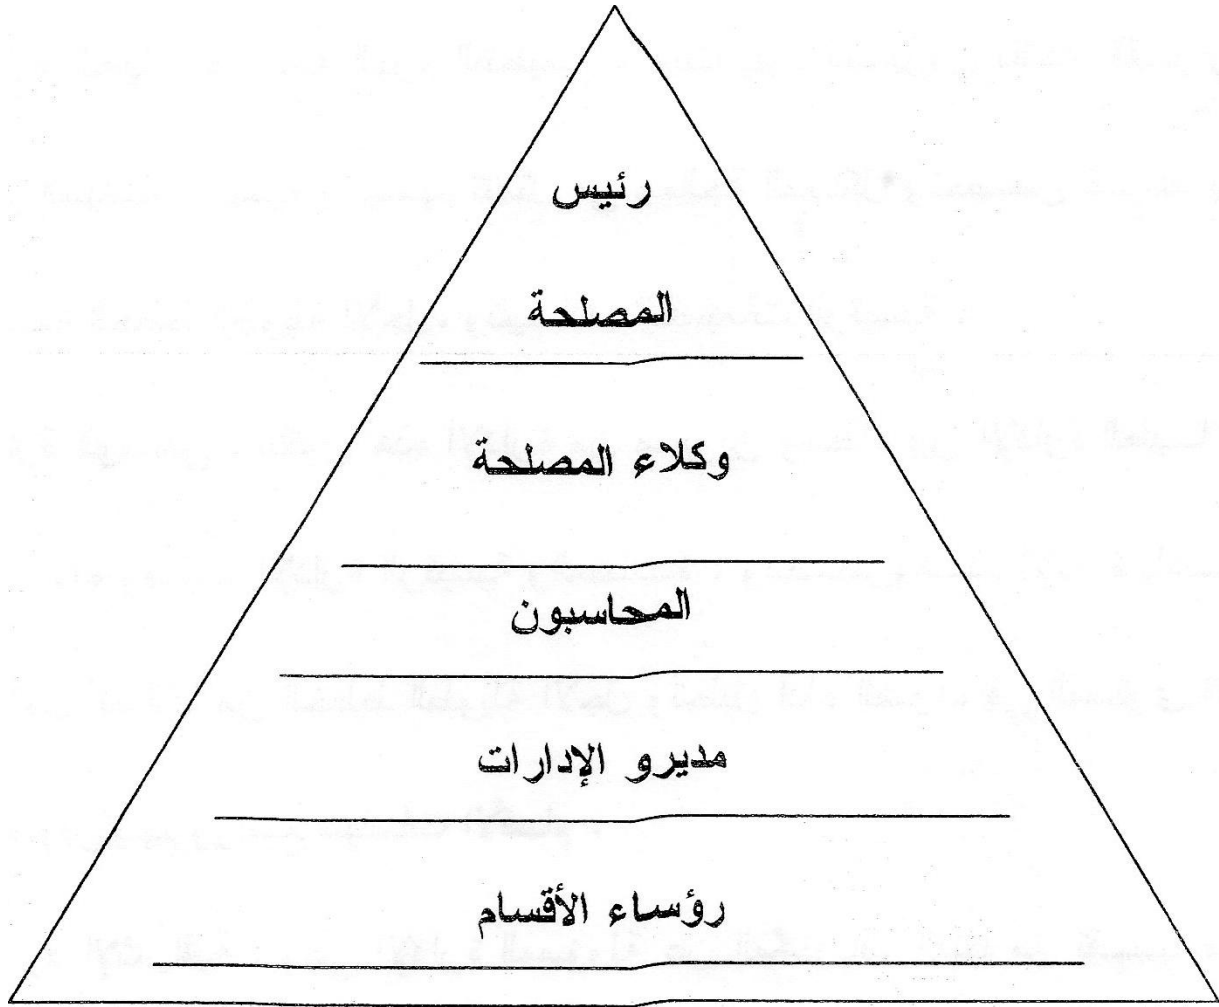 رئيس
المصلحة
وكلاء المصلحة
المحاسبون
مديرو الإدارات
رؤساء الأقسام